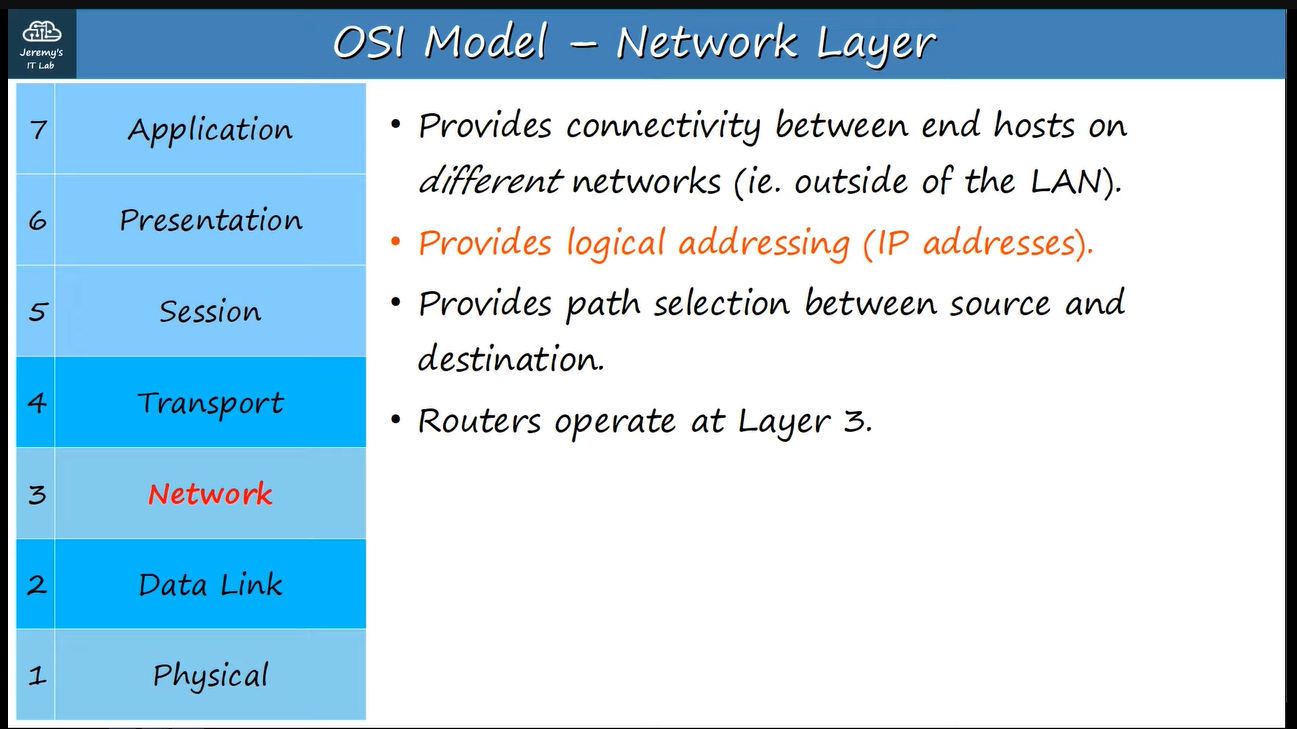 Jeremy's
IT Lab
OSI Model – Network Layer
7 Application
6 Presentation
5 Session
4 Transport
3 Network
2 Data Link
1 Physical
• Provides connectivity between end hosts on
different networks (ie. outside of the LAN).
• Provides logical addressing (IP addresses).
• Provides path selection between source and
destination.
• Routers operate at Layer 3.